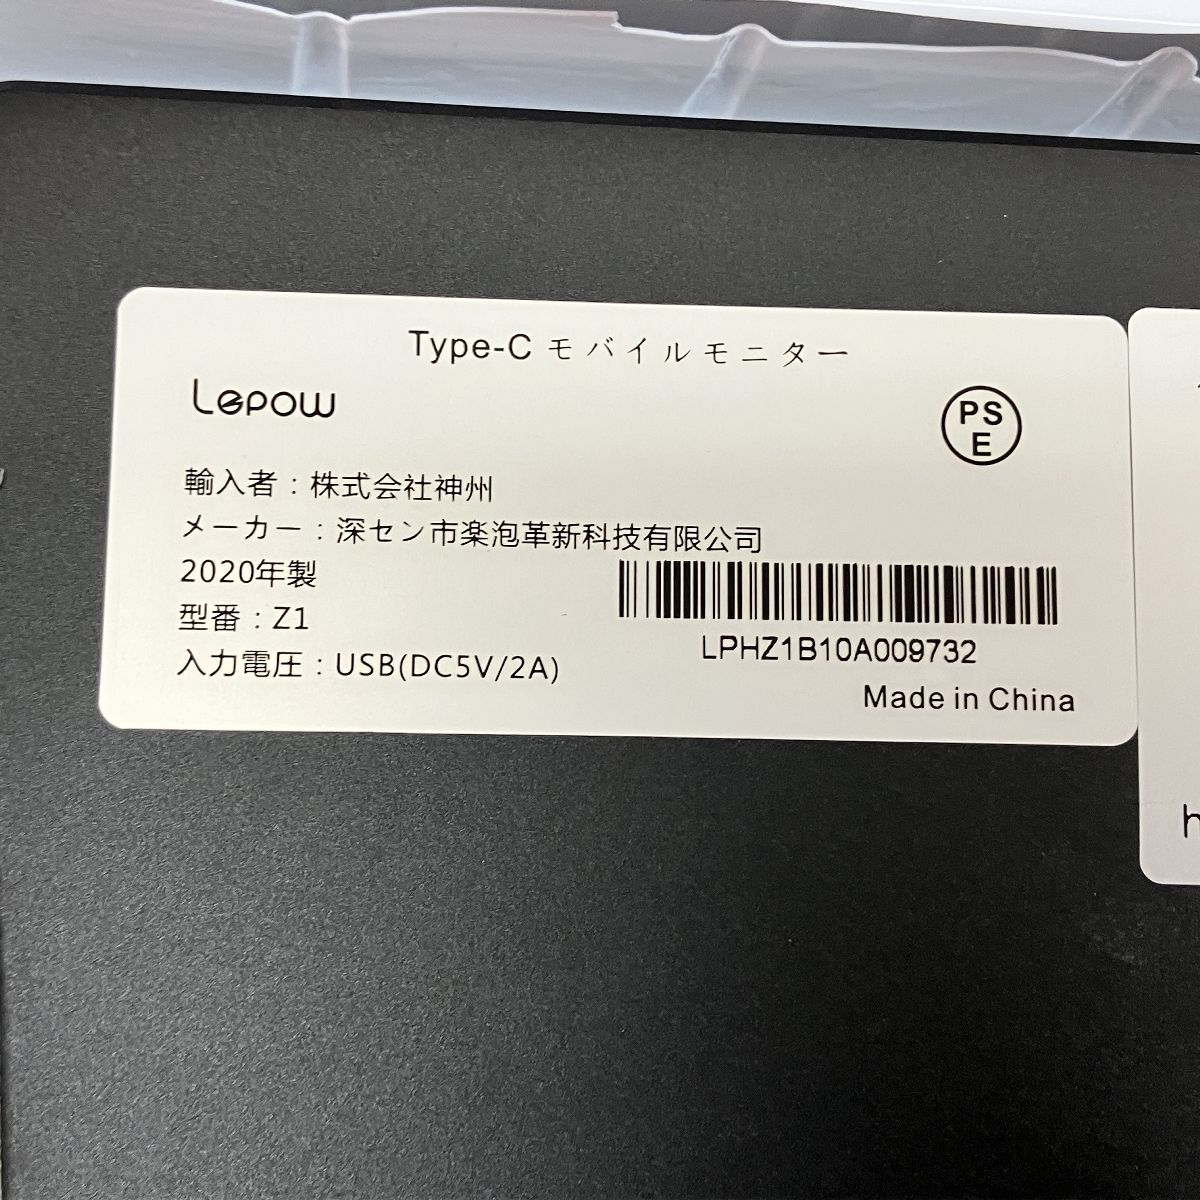 Type-C モバイルモニター
Lepow
PS
E
輸入者：株式会社神州
メーカー：深セン市楽泡革新科技有限公司
2020年製
型番：Z1
入力電圧：USB(DC5V/2A)
LPHZ1B10A009732
Made in China
h